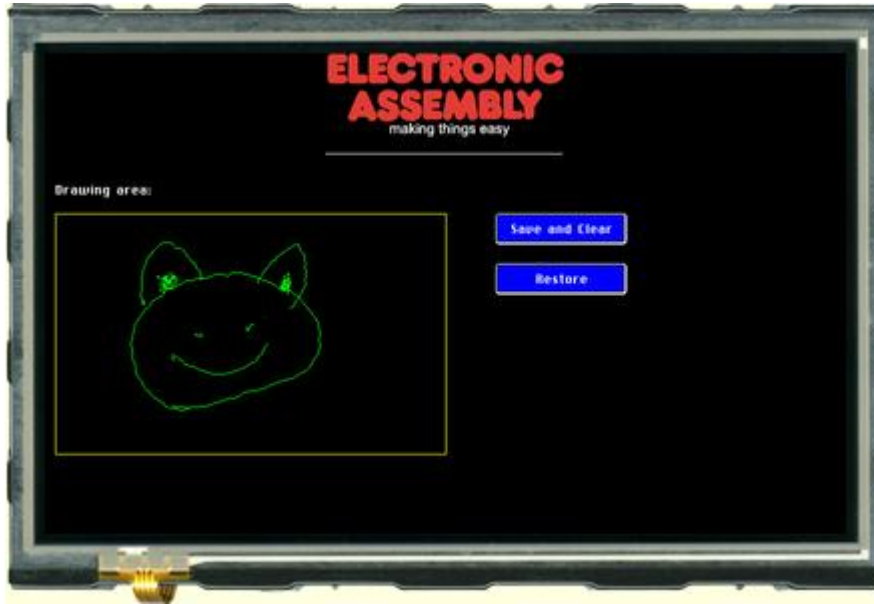 ELECTRONIC
ASSEMBLY
making things easy
Drawing area:
Save and Clear
Restore